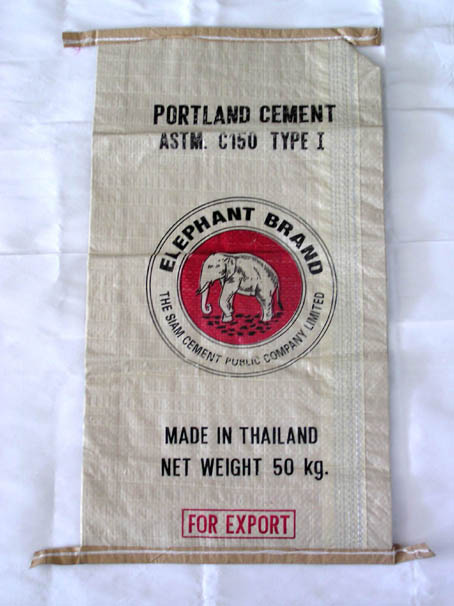 PORTLAND CEMENT
ASTM. C150 TYPE I
ELEPHANT BRAND
THE SIAM CEMENT PUBLIC COMPANY LIMITED
MADE IN THAILAND
NET WEIGHT 50 kg.
FOR EXPORT